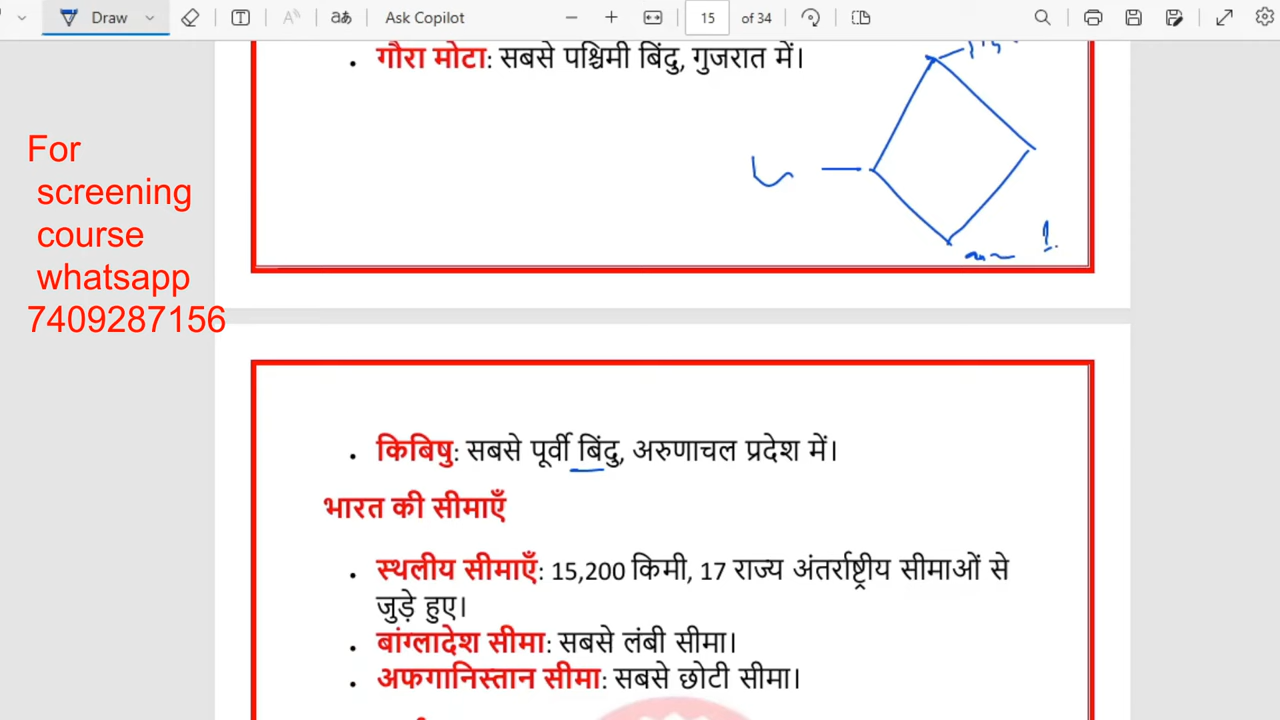 Draw
Ask Copilot
15 of 34
• गौरा मोटा: सबसे पश्चिमी बिंदु, गुजरात में।
For
screening
course
whatsapp
7409287156
• किबिषु: सबसे पूर्वी बिंदु, अरुणाचल प्रदेश में।
भारत की सीमाएँ
• स्थलीय सीमाएँ: 15,200 किमी, 17 राज्य अंतर्राष्ट्रीय सीमाओं से
जुड़े हुए।
• बांग्लादेश सीमा: सबसे लंबी सीमा।
• अफगानिस्तान सीमा: सबसे छोटी सीमा।